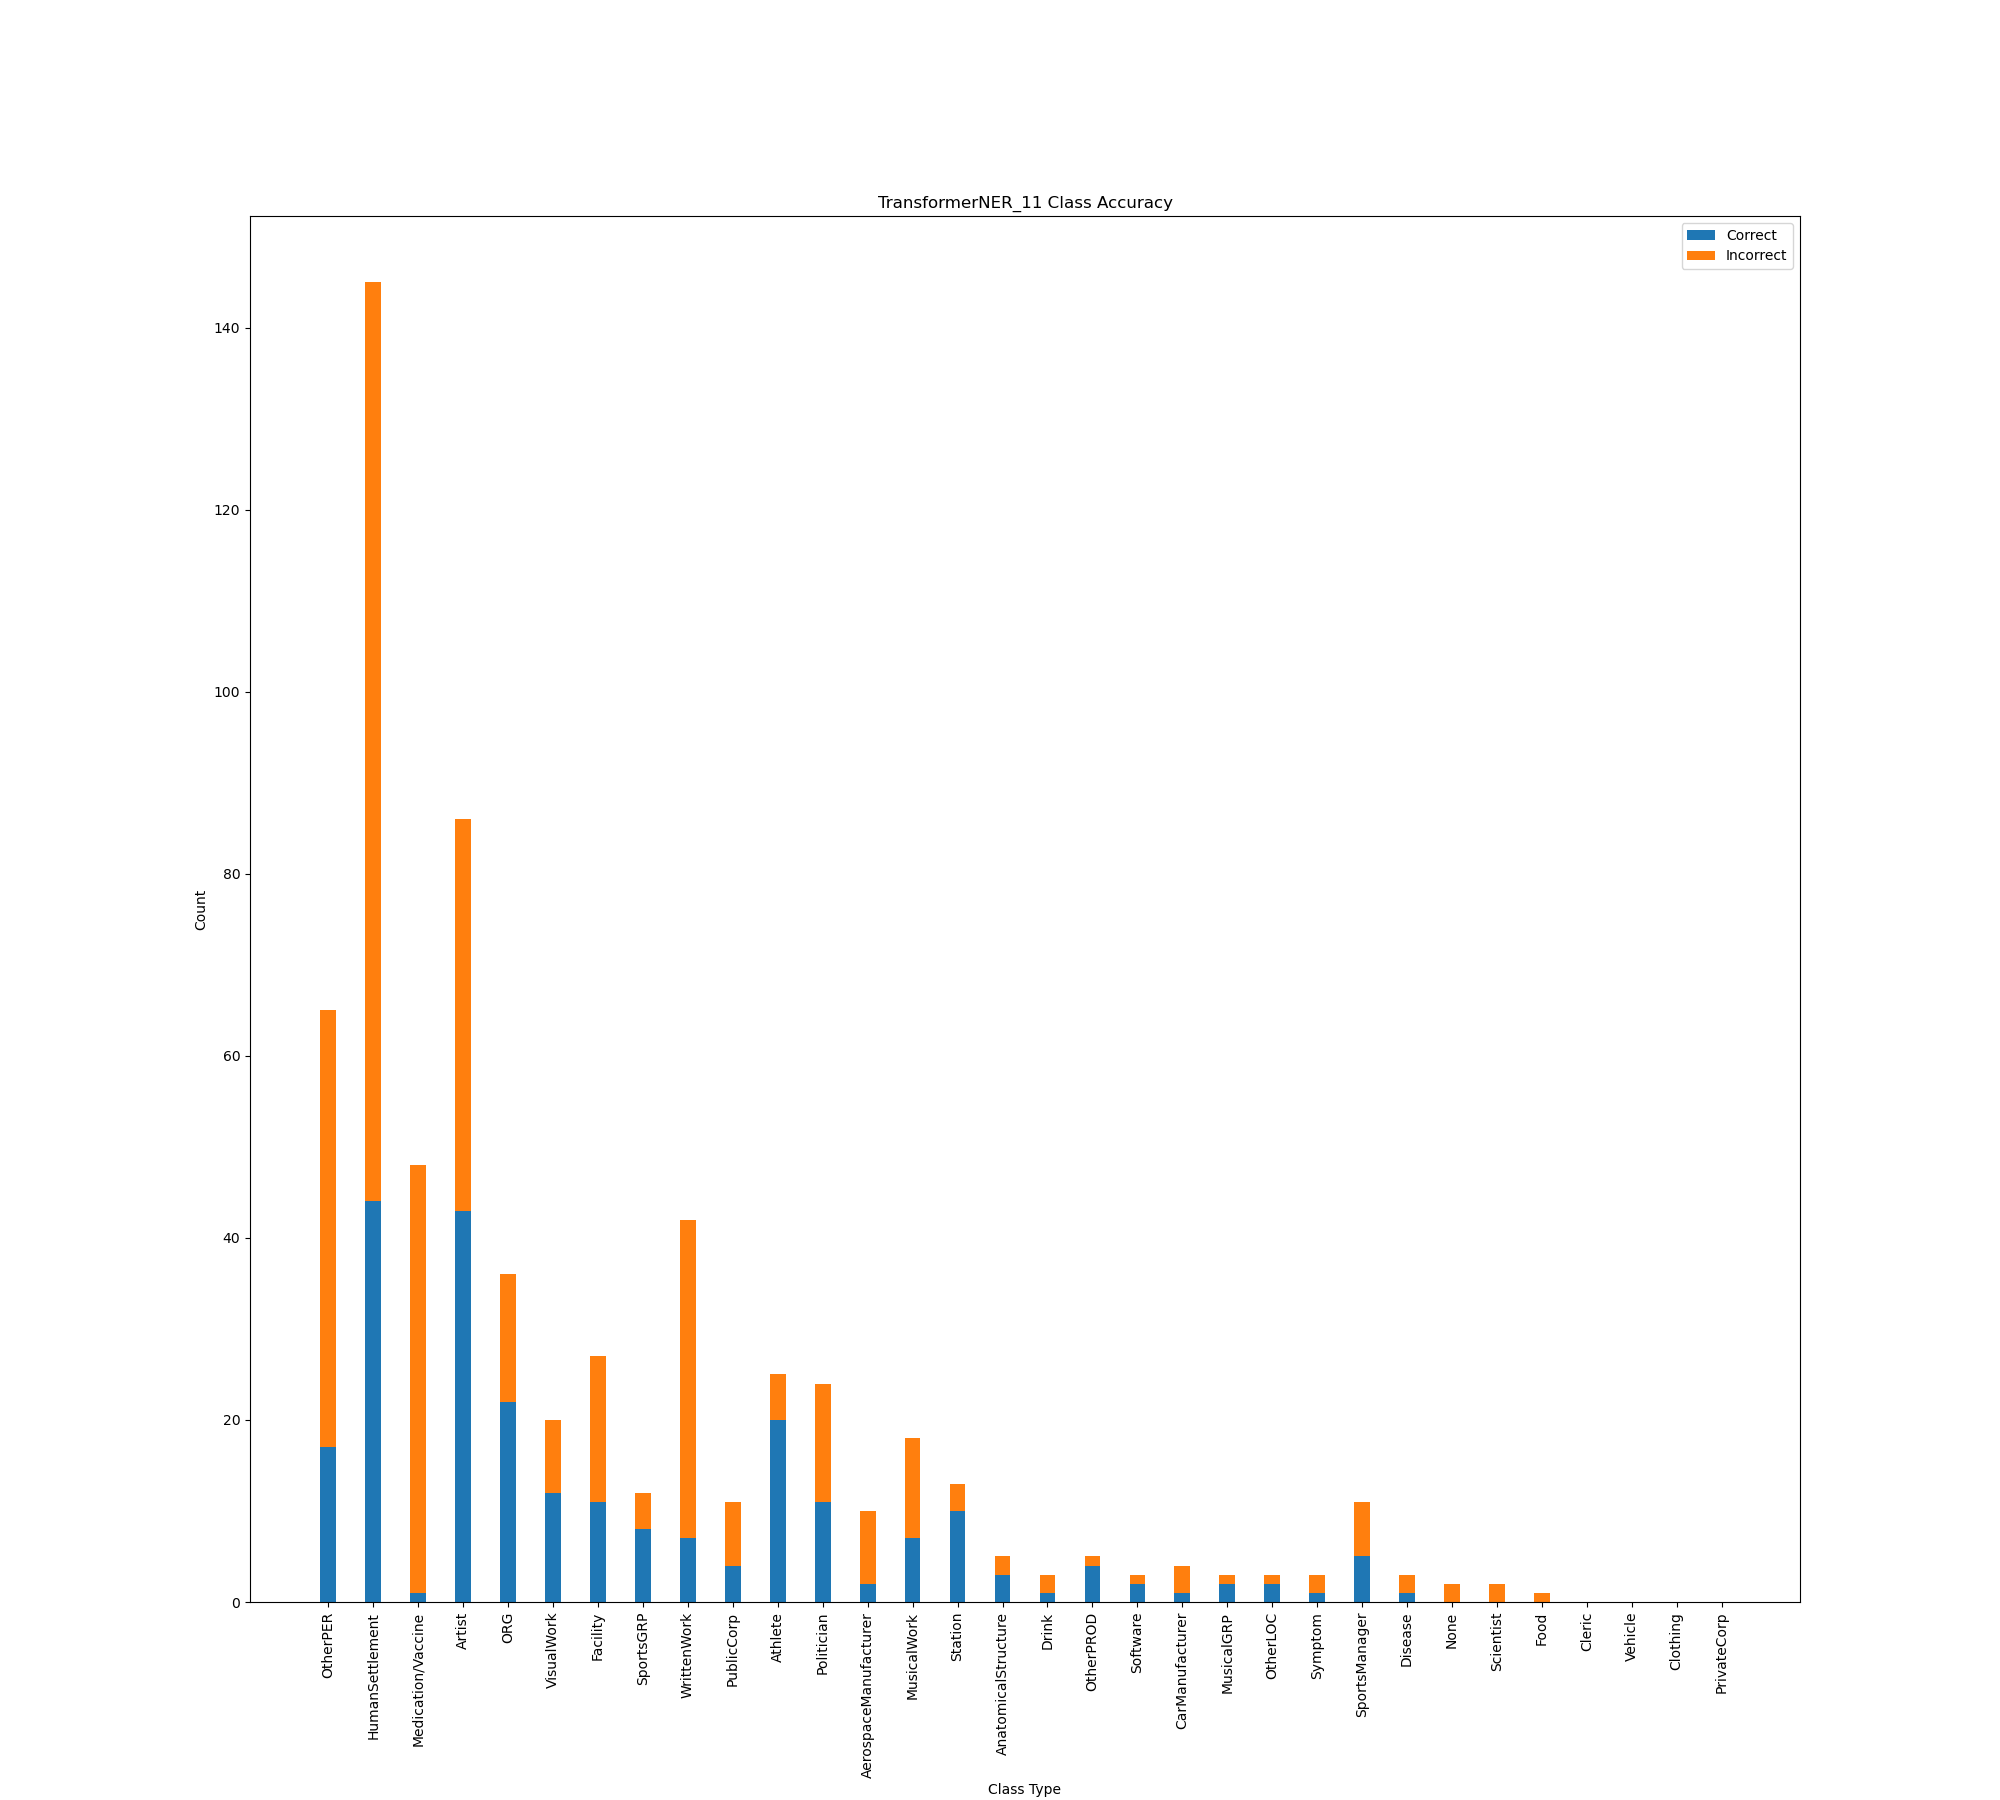 TransformerNER_11 Class Accuracy
Correct
Incorrect
140
120
100
80
60
40
20
0
Count
OtherPER
HumanSettlement
Medication/Vaccine
Artist
ORG
VisualWork
Facility
SportsGRP
WrittenWork
PublicCorp
Athlete
Politician
AerospaceManufacturer
MusicalWork
Station
AnatomicalStructure
Drink
OtherPROD
Software
CarManufacturer
MusicalGRP
OtherLOC
Symptom
SportsManager
Disease
None
Scientist
Food
Cleric
Vehicle
Clothing
PrivateCorp
Class Type